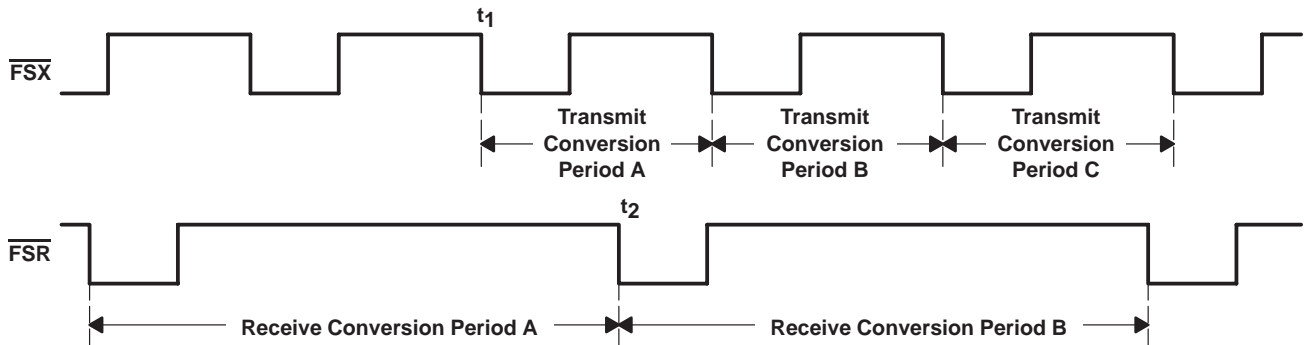 t1
FSX
Transmit Conversion Period A
Transmit Conversion Period B
Transmit Conversion Period C
t2
FSR
Receive Conversion Period A
Receive Conversion Period B